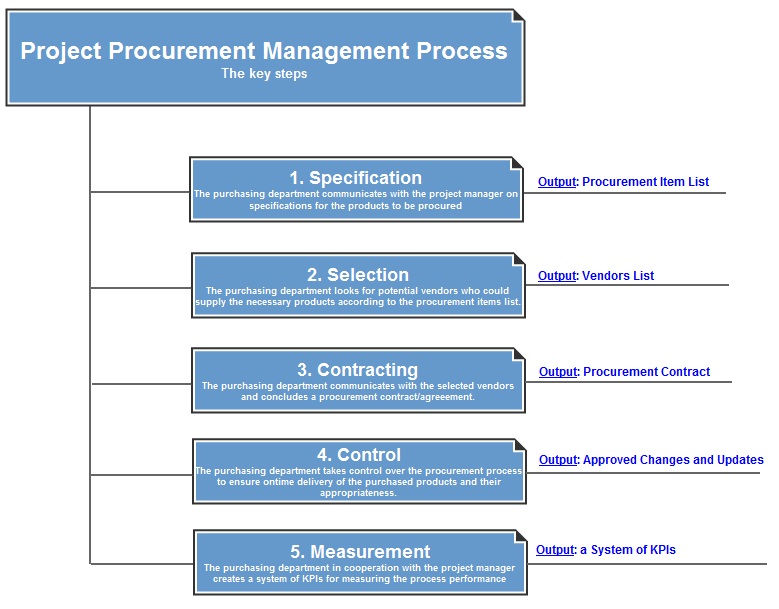 Project Procurement Management Process
The key steps
1. Specification
The purchasing department communicates with the project manager on
specifications for the products to be procured
Output: Procurement Item List
2. Selection
The purchasing department looks for potential vendors who could
supply the necessary products according to the procurement items list.
Output: Vendors List
3. Contracting
The purchasing department communicates with the selected vendors
and concludes a procurement contract/agreeement.
Output: Procurement Contract
4. Control
The purchasing department takes control over the procurement process
to ensure ontime delivery of the purchased products and their
appropriateness.
Output: Approved Changes and Updates
5. Measurement
The purchasing department in cooperation with the project manager
creates a system of KPIs for measuring the process performance
Output: a System of KPIs